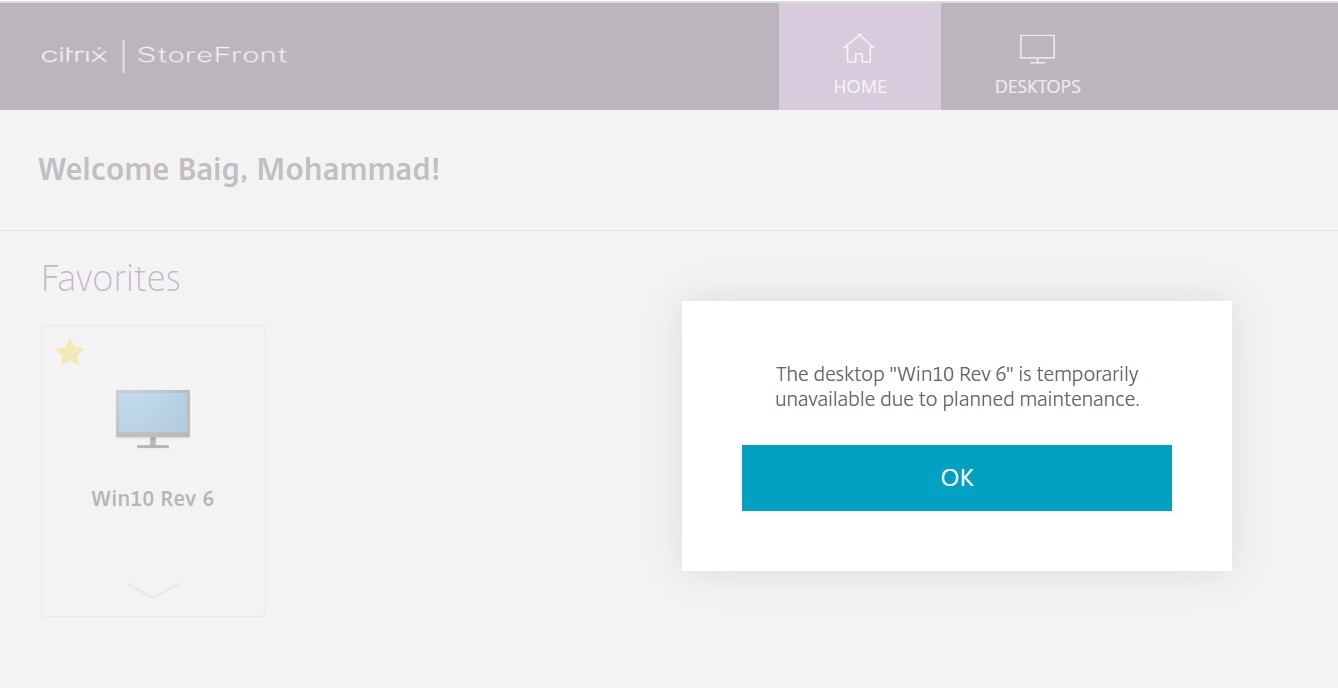 citrix | StoreFront
HOME
DESKTOPS
Welcome Baig, Mohammad!
Favorites
Win10 Rev 6
The desktop "Win10 Rev 6" is temporarily
unavailable due to planned maintenance.
OK